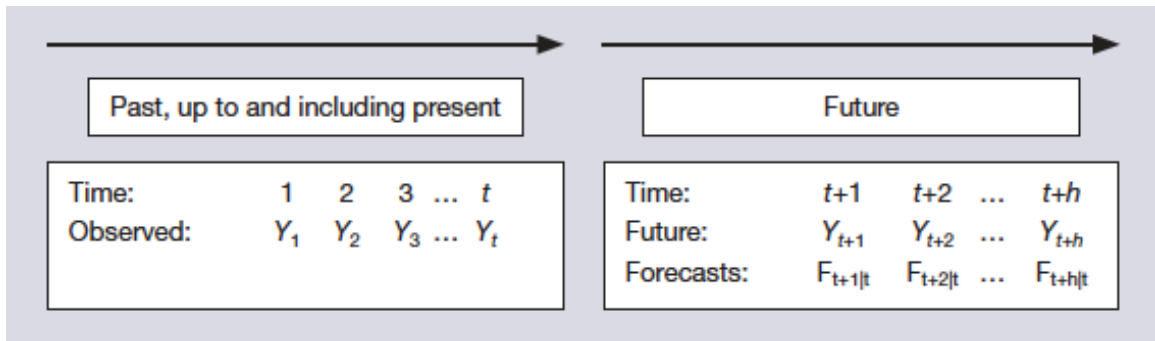 Past, up to and including present
Time: 1 2 3 ... t
Observed: Y1 Y2 Y3 ... Yt
Future
Time: t+1 t+2 ... t+h
Future: Yt+1 Yt+2 ... Yt+h
Forecasts: Ft+1|t Ft+2|t ... Ft+h|t